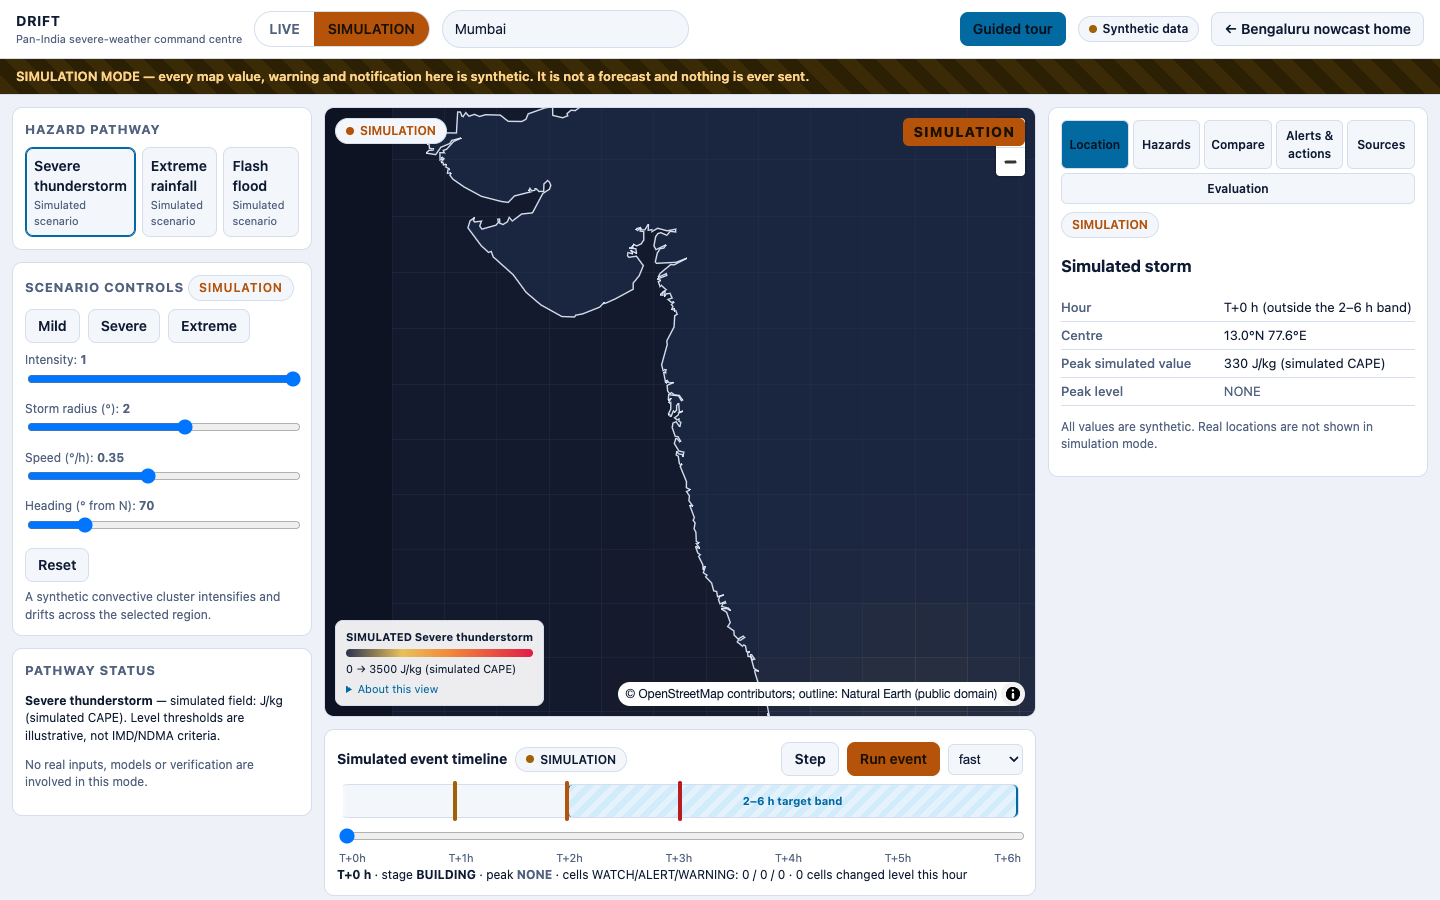 DRIFT
Pan-India severe-weather command centre
LIVE
SIMULATION
Mumbai
Guided tour
Synthetic data
← Bengaluru nowcast home
SIMULATION MODE — every map value, warning and notification here is synthetic. It is not a forecast and nothing is ever sent.
HAZARD PATHWAY
Severe
thunderstorm
Simulated
scenario
Extreme
rainfall
Simulated
scenario
Flash
flood
Simulated
scenario
SCENARIO CONTROLS
SIMULATION
Mild
Severe
Extreme
Intensity: 1
Storm radius (°): 2
Speed (°/h): 0.35
Heading (° from N): 70
Reset
A synthetic convective cluster intensifies and
drifts across the selected region.
PATHWAY STATUS
Severe thunderstorm — simulated field: J/kg
(simulated CAPE). Level thresholds are
illustrative, not IMD/NDMA criteria.
No real inputs, models or verification are
involved in this mode.
SIMULATION
SIMULATION
SIMULATED Severe thunderstorm
0 → 3500 J/kg (simulated CAPE)
About this view
© OpenStreetMap contributors; outline: Natural Earth (public domain)
Simulated event timeline
SIMULATION
Step
Run event
fast
2–6 h target band
T+0h T+1h T+2h T+3h T+4h T+5h T+6h
T+0 h · stage BUILDING · peak NONE · cells WATCH/ALERT/WARNING: 0 / 0 / 0 · 0 cells changed level this hour
Location
Hazards
Compare
Alerts &
actions
Sources
Evaluation
SIMULATION
Simulated storm
Hour T+0 h (outside the 2–6 h band)
Centre 13.0°N 77.6°E
Peak simulated value 330 J/kg (simulated CAPE)
Peak level NONE
All values are synthetic. Real locations are not shown in
simulation mode.